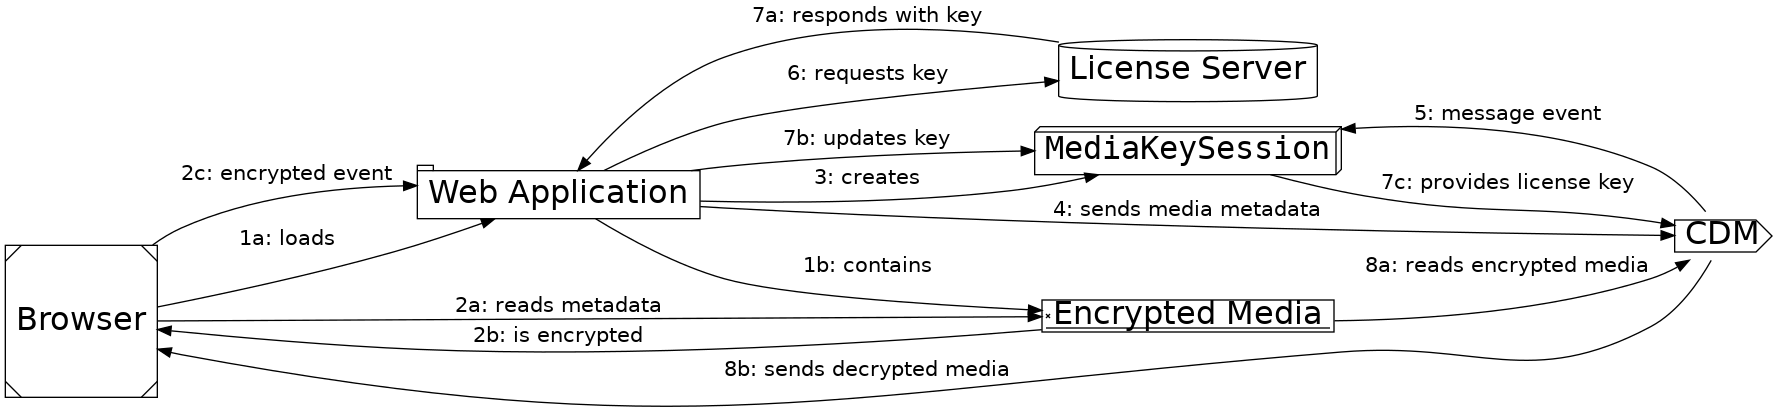 7a: responds with key
License Server
6: requests key
5: message event
7b: updates key
MediaKeySession
2c: encrypted event
Web Application
3: creates
7c: provides license key
4: sends media metadata
1a: loads
CDM
1b: contains
8a: reads encrypted media
Browser
2a: reads metadata
Encrypted Media
2b: is encrypted
8b: sends decrypted media